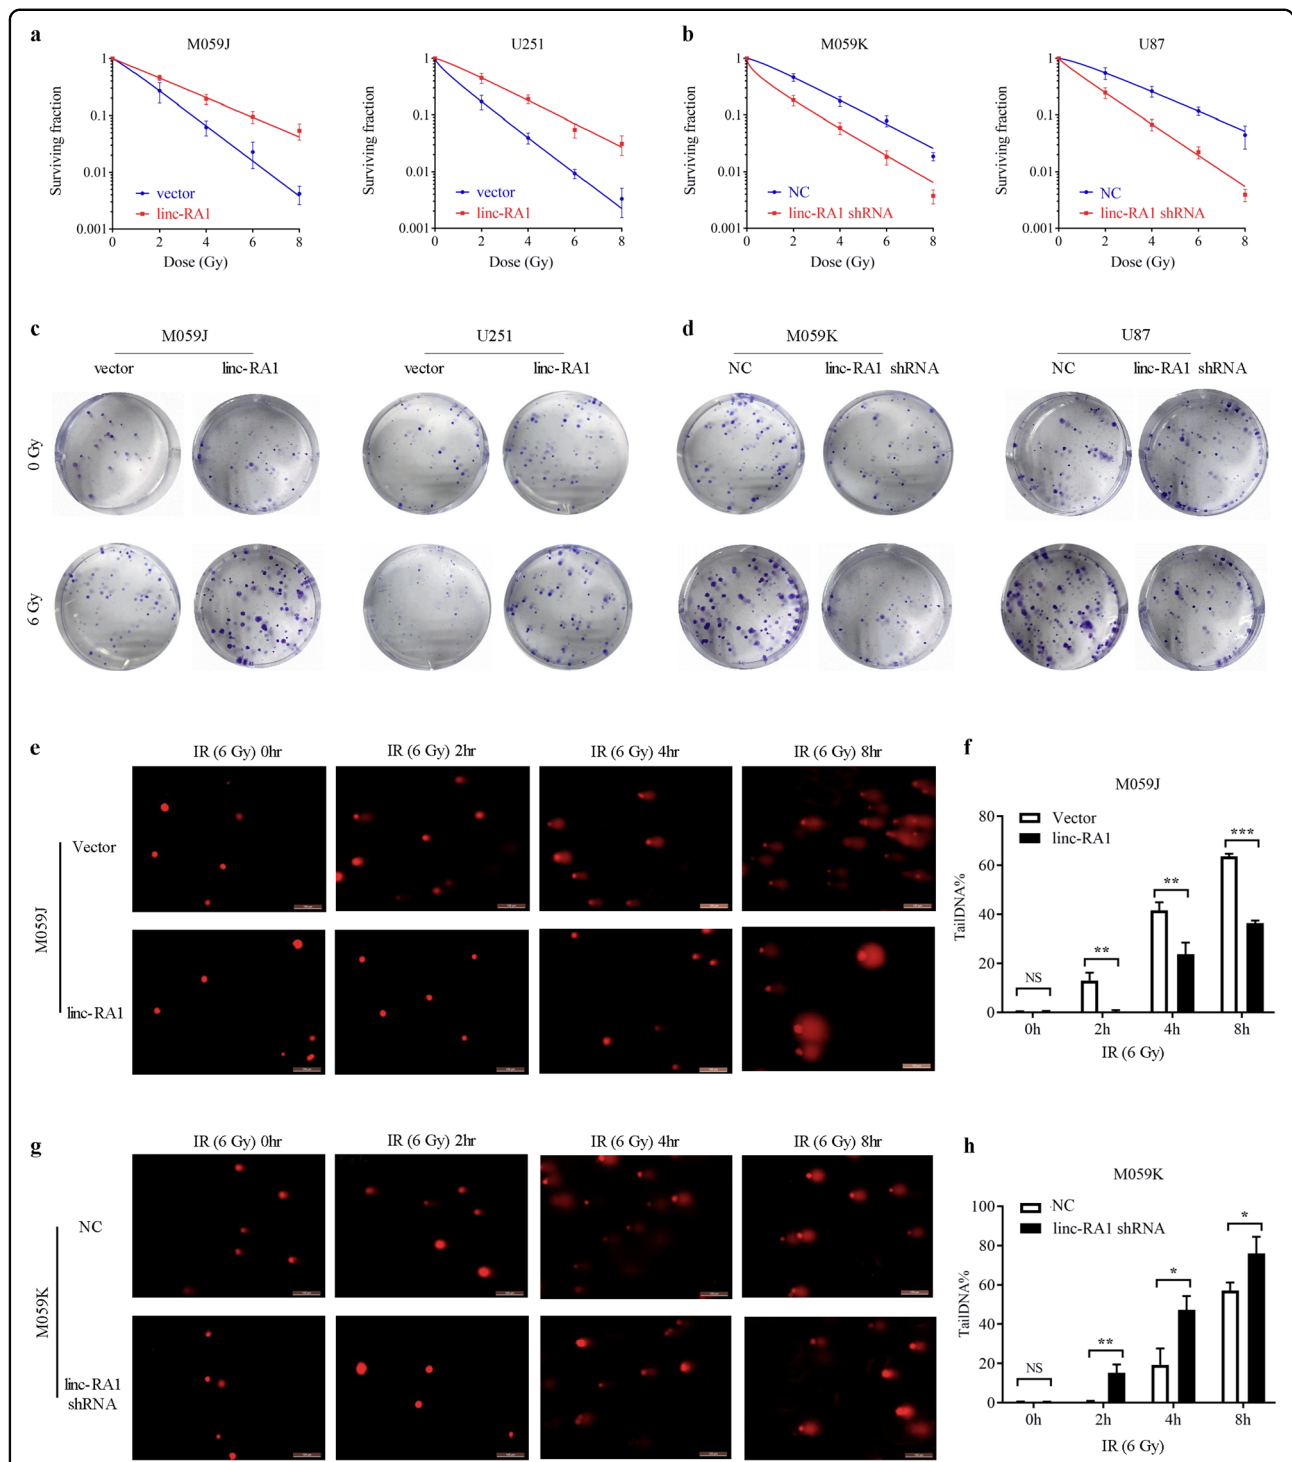 a
b
M059J
U251
M059K
U87
1
0.1
0.01
0.001
Surviving fraction
vector
linc-RA1
0 2 4 6 8
Dose (Gy)
1
0.1
0.01
0.001
Surviving fraction
vector
linc-RA1
0 2 4 6 8
Dose (Gy)
1
0.1
0.01
0.001
Surviving fraction
NC
linc-RA1 shRNA
0 2 4 6 8
Dose (Gy)
1
0.1
0.01
0.001
Surviving fraction
NC
linc-RA1 shRNA
0 2 4 6 8
Dose (Gy)
c
M059J
U251
d
M059K
U87
vector linc-RA1
vector linc-RA1
NC linc-RA1 shRNA
NC linc-RA1 shRNA
0 Gy
6 Gy
e
IR (6 Gy) 0hr
IR (6 Gy) 2hr
IR (6 Gy) 4hr
IR (6 Gy) 8hr
Vector
M059J
linc-RA1
f
M059J
80
60
40
20
0
TailDNA%
Vector
linc-RA1
NS
**
**
***
0h 2h 4h 8h
IR (6 Gy)
g
IR (6 Gy) 0hr
IR (6 Gy) 2hr
IR (6 Gy) 4hr
IR (6 Gy) 8hr
NC
M059K
linc-RA1
shRNA
h
M059K
100
80
60
40
20
0
TailDNA%
NC
linc-RA1 shRNA
NS
**
*
*
0h 2h 4h 8h
IR (6 Gy)